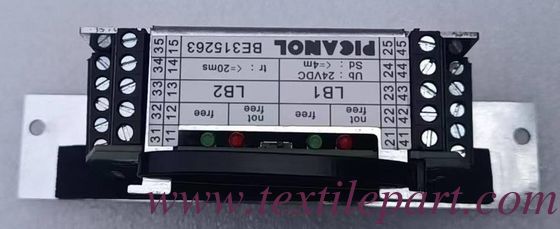 not free
free
not free
free
LB1
LB2
Ub : 24VDC
Sd : <=4m
tr : <=20ms
PICANOL BE315263
41 42 43 44 45
21 22 23 24 25
11 12 13 14 15
31 32 33 34 35
www.textilepart.com